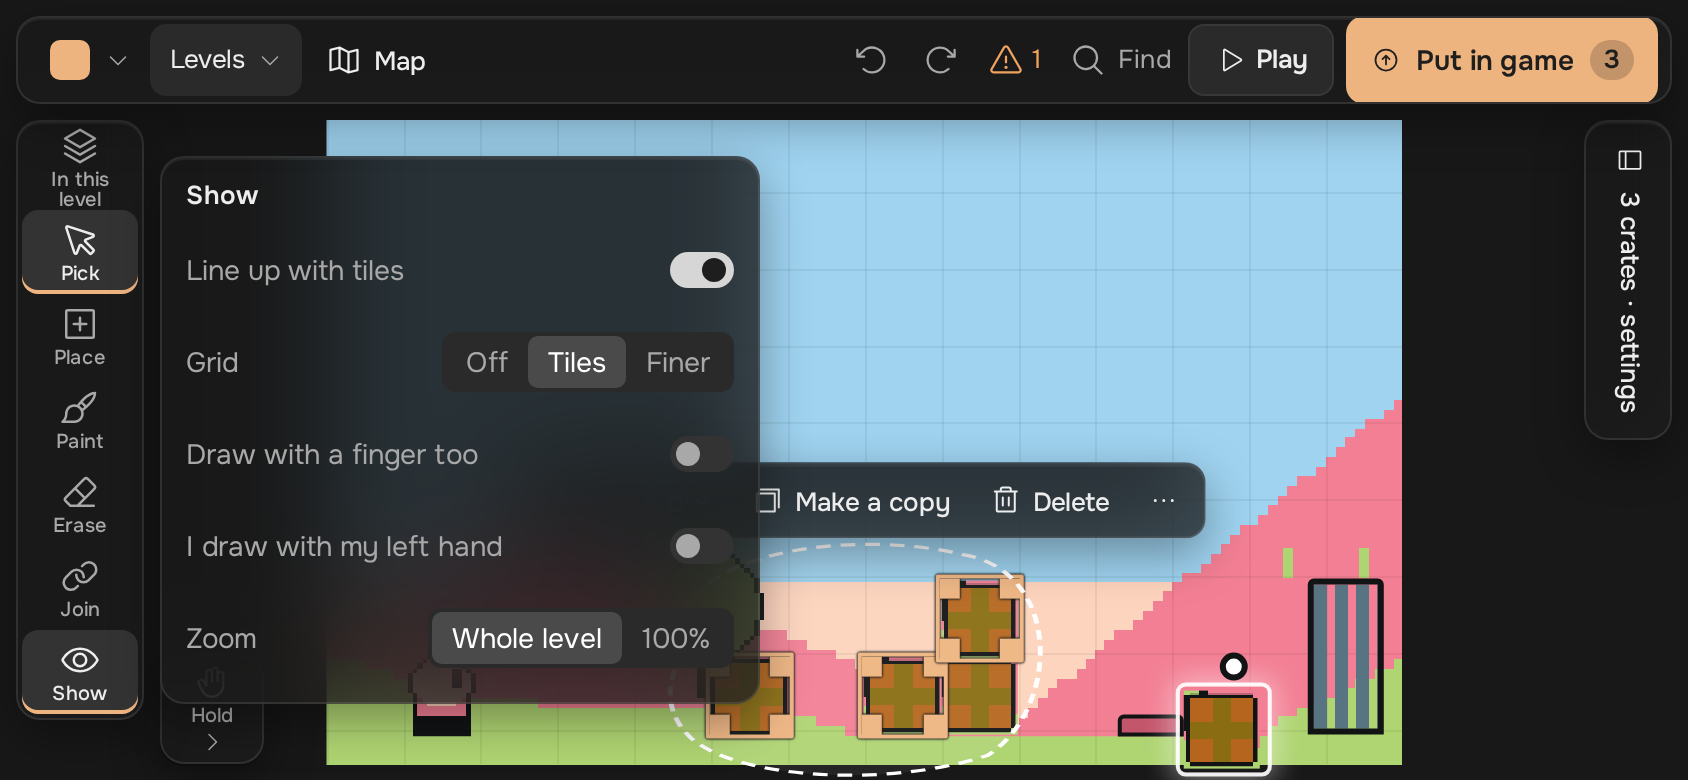 Levels
Map
1
Find
Play
Put in game
3
In this
level
Pick
Place
Paint
Erase
Join
Show
Show
Line up with tiles
Grid
Off
Tiles
Finer
Draw with a finger too
I draw with my left hand
Zoom
Whole level
100%
Hold
Make a copy
Delete
3 crates · settings